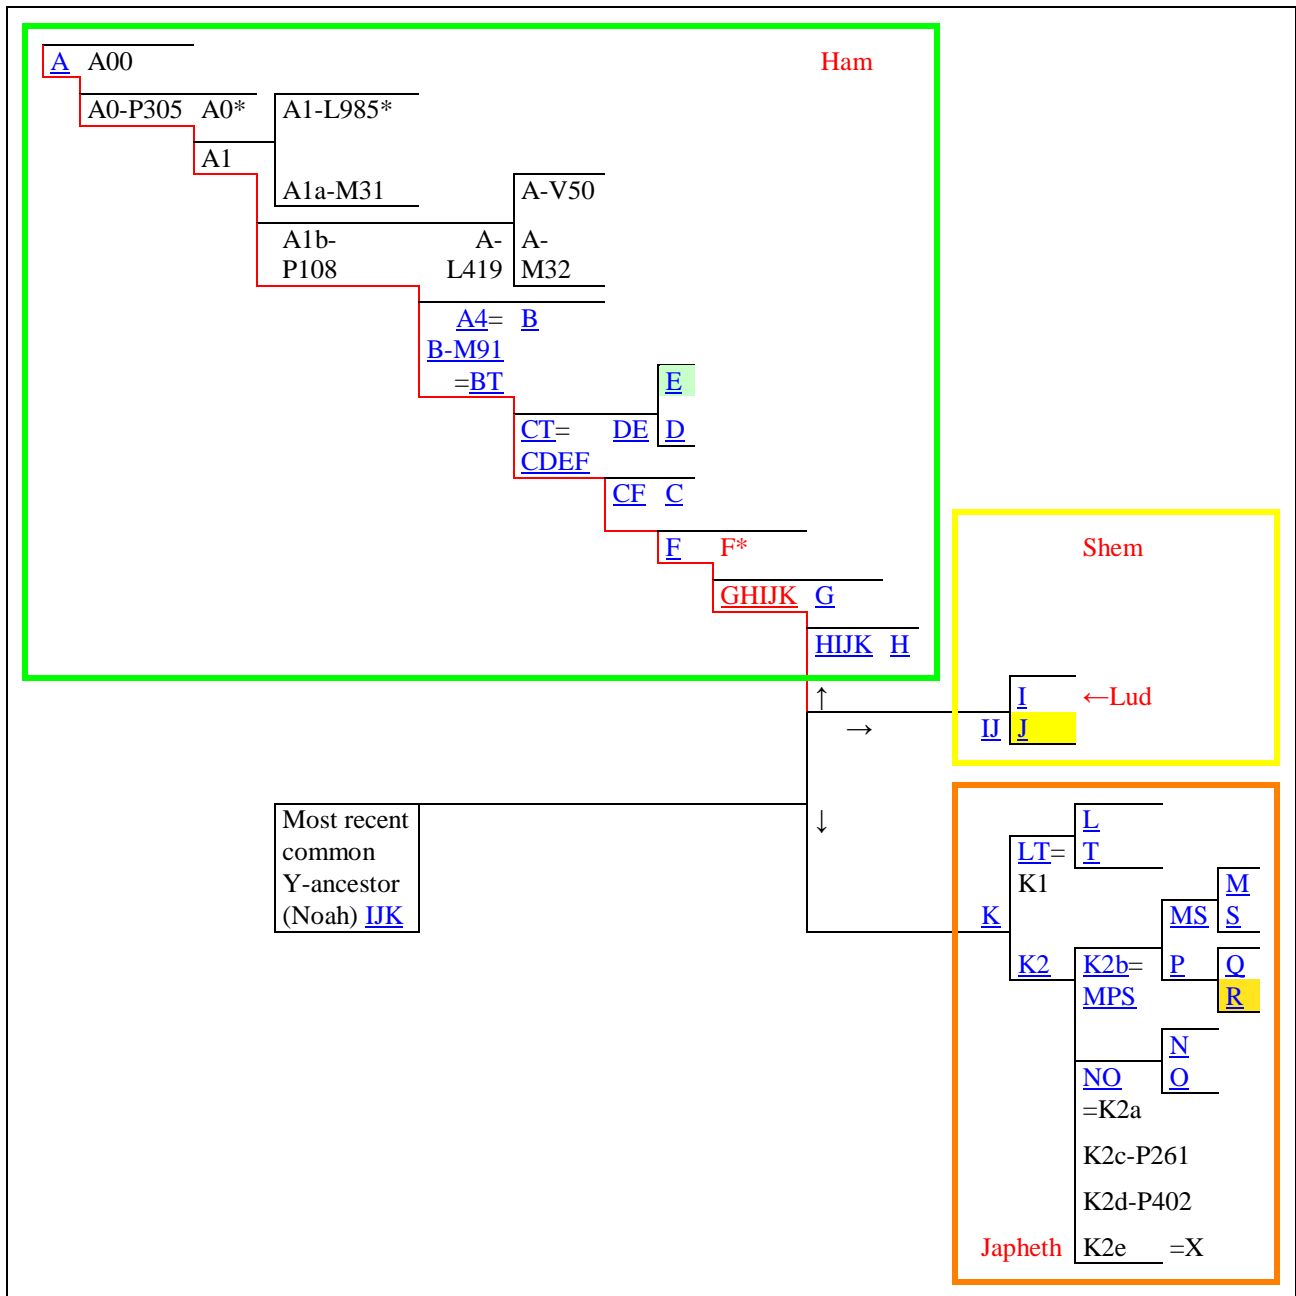 A A00 Ham
A0-P305 A0* A1-L985*
A1
A1a-M31 A-V50
A1b- A- A-
P108 L419 M32
A4= B
B-M91
=BT E
CT= DE D
CDEF
CF C
F F* Shem
GHIJK G
HIJK H
↑ I ←Lud
→ IJ J
Most recent ↓ L
common LT= T
Y-ancestor K1 M
(Noah) IJK K MS S
K2 K2b= P Q
MPS R
N
NO O
=K2a
K2c-P261
K2d-P402
Japheth K2e =X